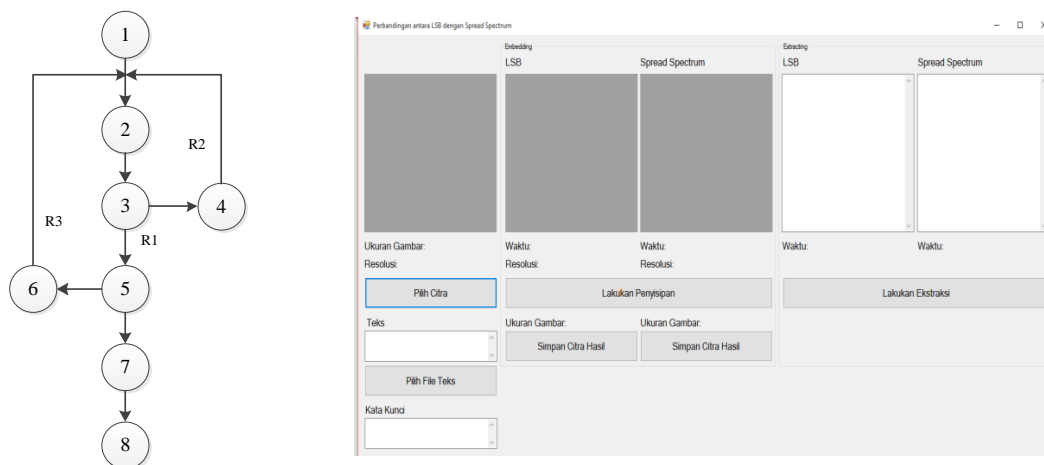 1
2
R2
3
4
R3
R1
6
5
7
8
Perbandingan antara LSB dengan Spread Spectrum
Embedding
Extracting
LSB
Spread Spectrum
LSB
Spread Spectrum
Ukuran Gambar:
Waktu:
Waktu:
Waktu:
Waktu:
Resolusi:
Resolusi:
Resolusi:
Pilih Citra
Lakukan Penyisipan
Lakukan Ekstraksi
Teks
Ukuran Gambar:
Ukuran Gambar:
Simpan Citra Hasil
Simpan Citra Hasil
Pilih File Teks
Kata Kunci